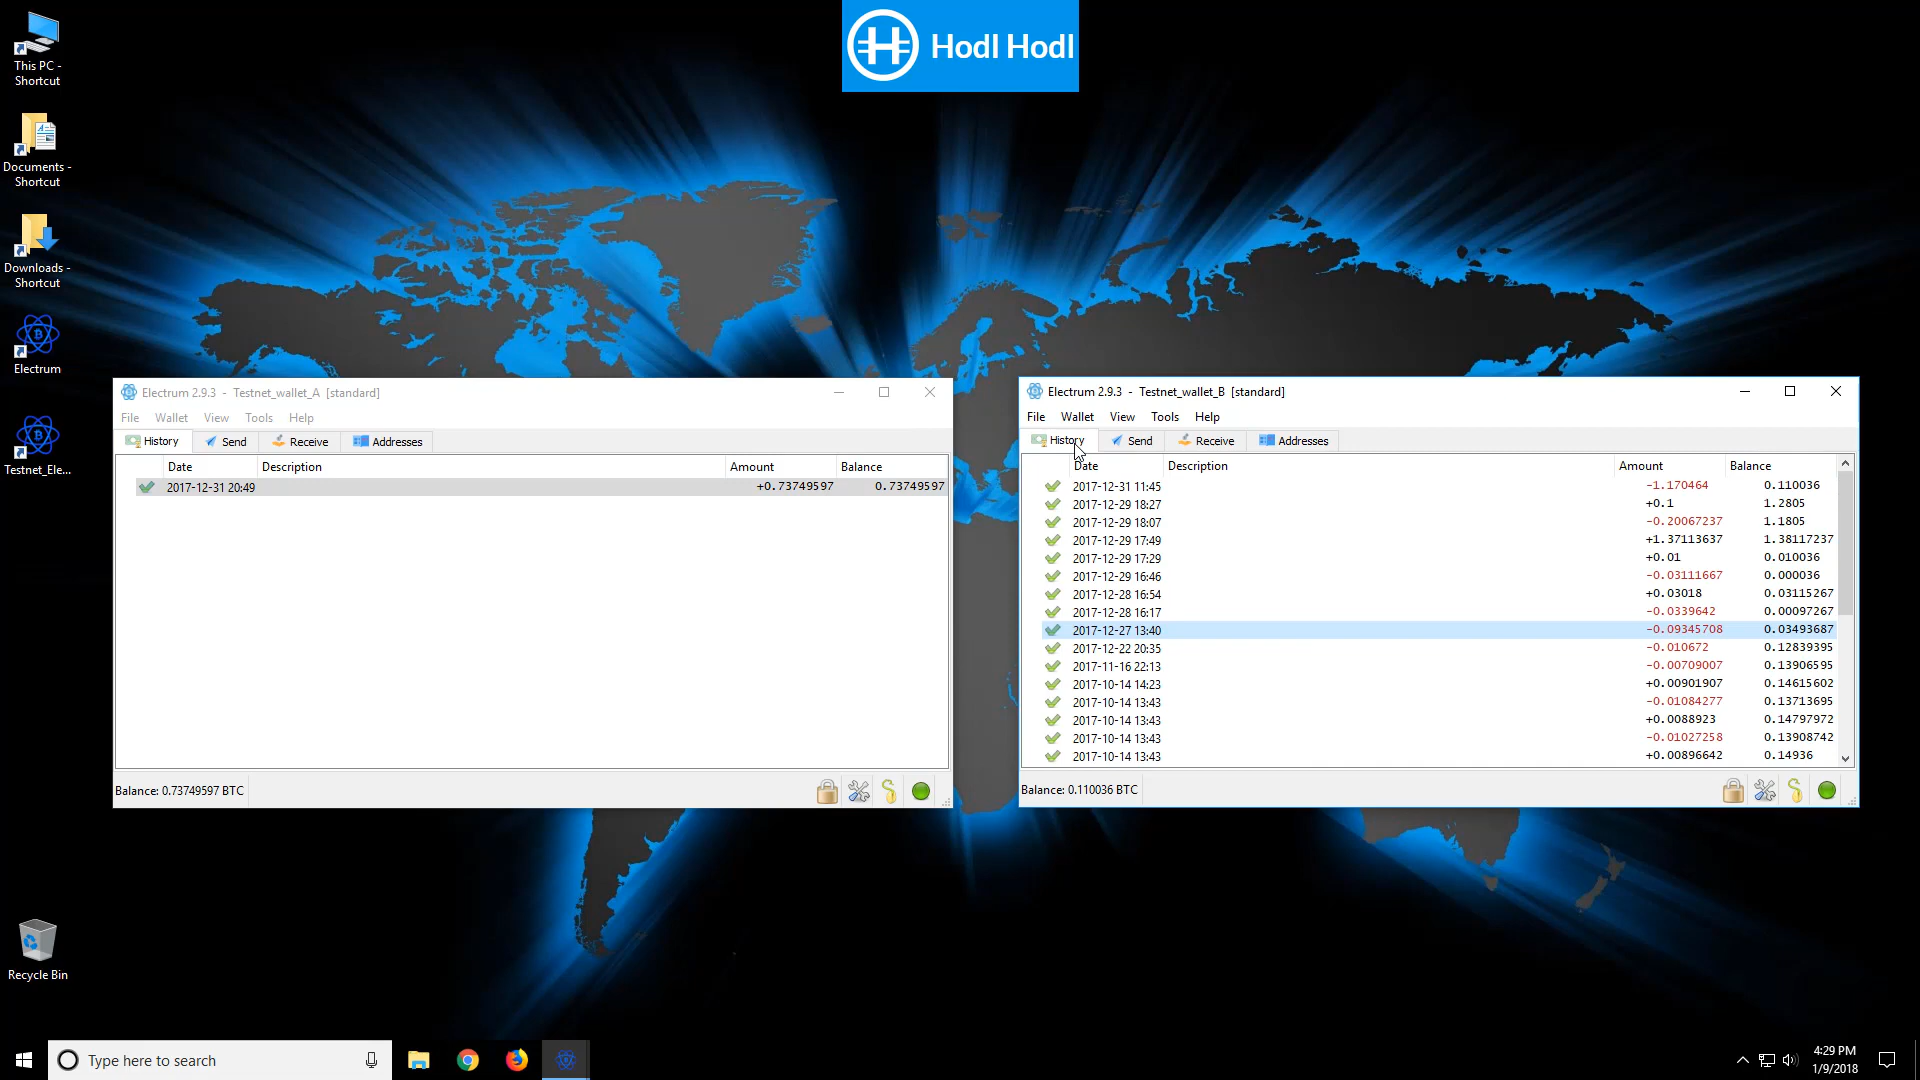 Hodl Hodl
This PC -
Shortcut
Documents -
Shortcut
Downloads -
Shortcut
Electrum
Testnet_Ele...
Recycle Bin
Electrum 2.9.3 - Testnet_wallet_A [standard]
File Wallet View Tools Help
History Send Receive Addresses
Date Description Amount Balance
2017-12-31 20:49 +0.73749597 0.73749597
Balance: 0.73749597 BTC
Electrum 2.9.3 - Testnet_wallet_B [standard]
File Wallet View Tools Help
History Send Receive Addresses
Date Description Amount Balance
2017-12-31 11:45 -1.170464 0.110036
2017-12-29 18:27 +0.1 1.2805
2017-12-29 18:07 -0.20067237 1.1805
2017-12-29 17:49 +1.37113637 1.38117237
2017-12-29 17:29 +0.01 0.010036
2017-12-29 16:46 -0.03111667 0.000036
2017-12-28 16:54 +0.03018 0.03115267
2017-12-28 16:17 -0.0339642 0.00097267
2017-12-27 13:40 -0.09345708 0.03493687
2017-12-22 20:35 -0.010672 0.12839395
2017-11-16 22:13 -0.00709007 0.13906595
2017-10-14 14:23 +0.00901907 0.14615602
2017-10-14 13:43 -0.01084277 0.13713695
2017-10-14 13:43 +0.0088923 0.14797972
2017-10-14 13:43 -0.01027258 0.13908742
2017-10-14 13:43 +0.00896642 0.14936
Balance: 0.110036 BTC
Type here to search
4:29 PM
1/9/2018